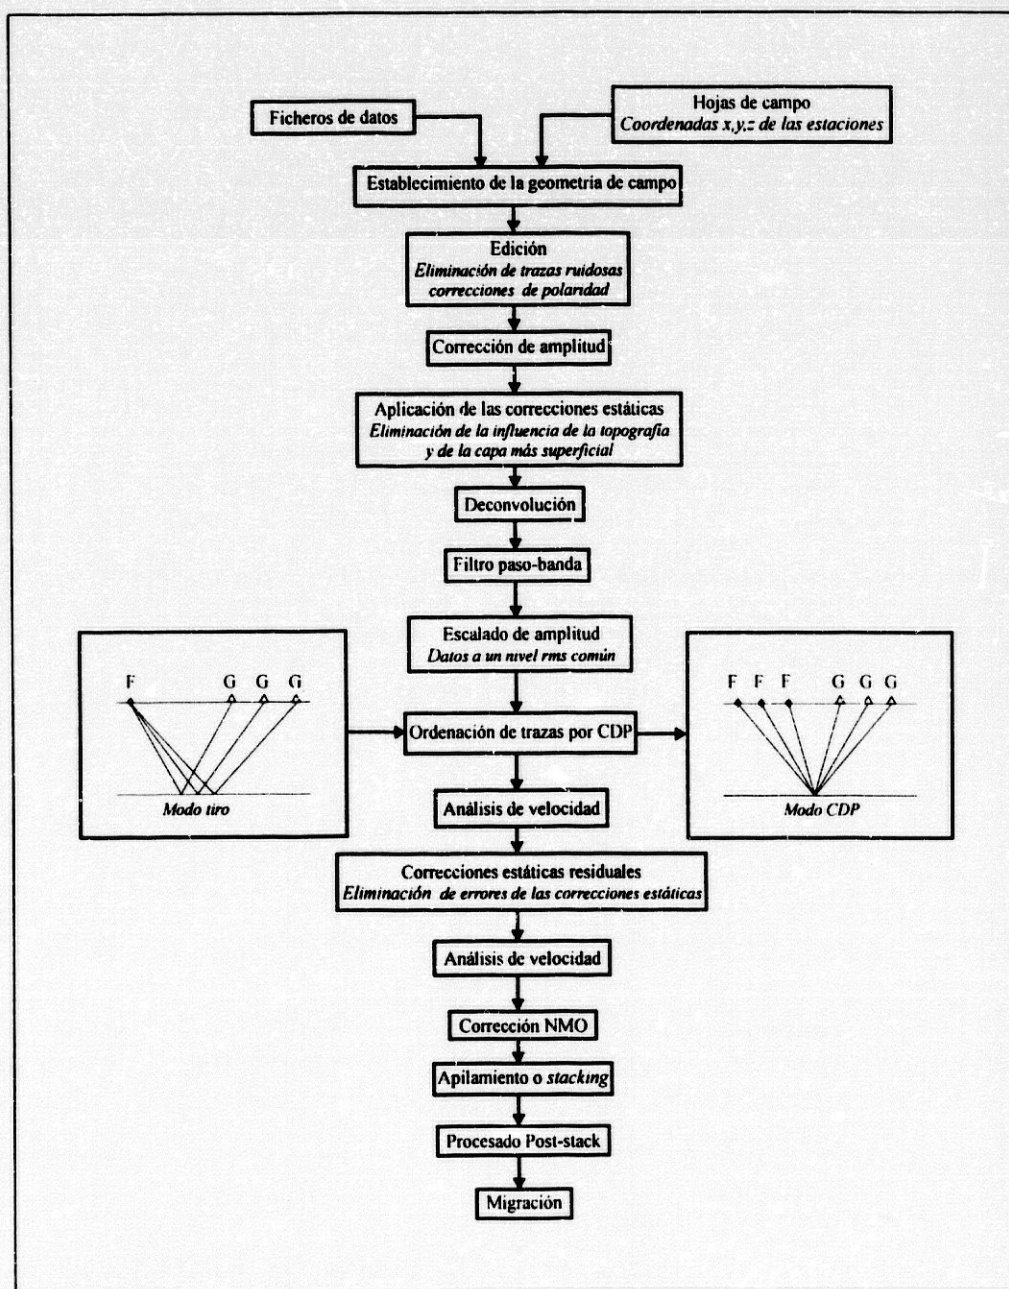 Ficheros de datos
Hojas de campo
Coordenadas x,y,z de las estaciones
Establecimiento de la geometría de campo
Edición
Eliminación de trazas ruidosas
correcciones de polaridad
Corrección de amplitud
Aplicación de las correcciones estáticas
Eliminación de la influencia de la topografía
y de la capa más superficial
Deconvolución
Filtro paso-banda
Escalado de amplitud
Datos a un nivel rms común
F G G G
Modo tiro
Ordenación de trazas por CDP
F F F G G G
Modo CDP
Análisis de velocidad
Correcciones estáticas residuales
Eliminación de errores de las correcciones estáticas
Análisis de velocidad
Corrección NMO
Apilamiento o stacking
Procesado Post-stack
Migración